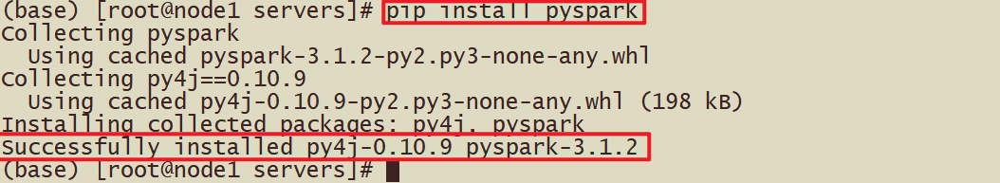 (base) [root@node1 servers]# pip install pyspark
Collecting pyspark
  Using cached pyspark-3.1.2-py2.py3-none-any.whl
Collecting py4j==0.10.9
  Using cached py4j-0.10.9-py2.py3-none-any.whl (198 kB)
Installing collected packages: py4j, pyspark
Successfully installed py4j-0.10.9 pyspark-3.1.2
(base) [root@node1 servers]#